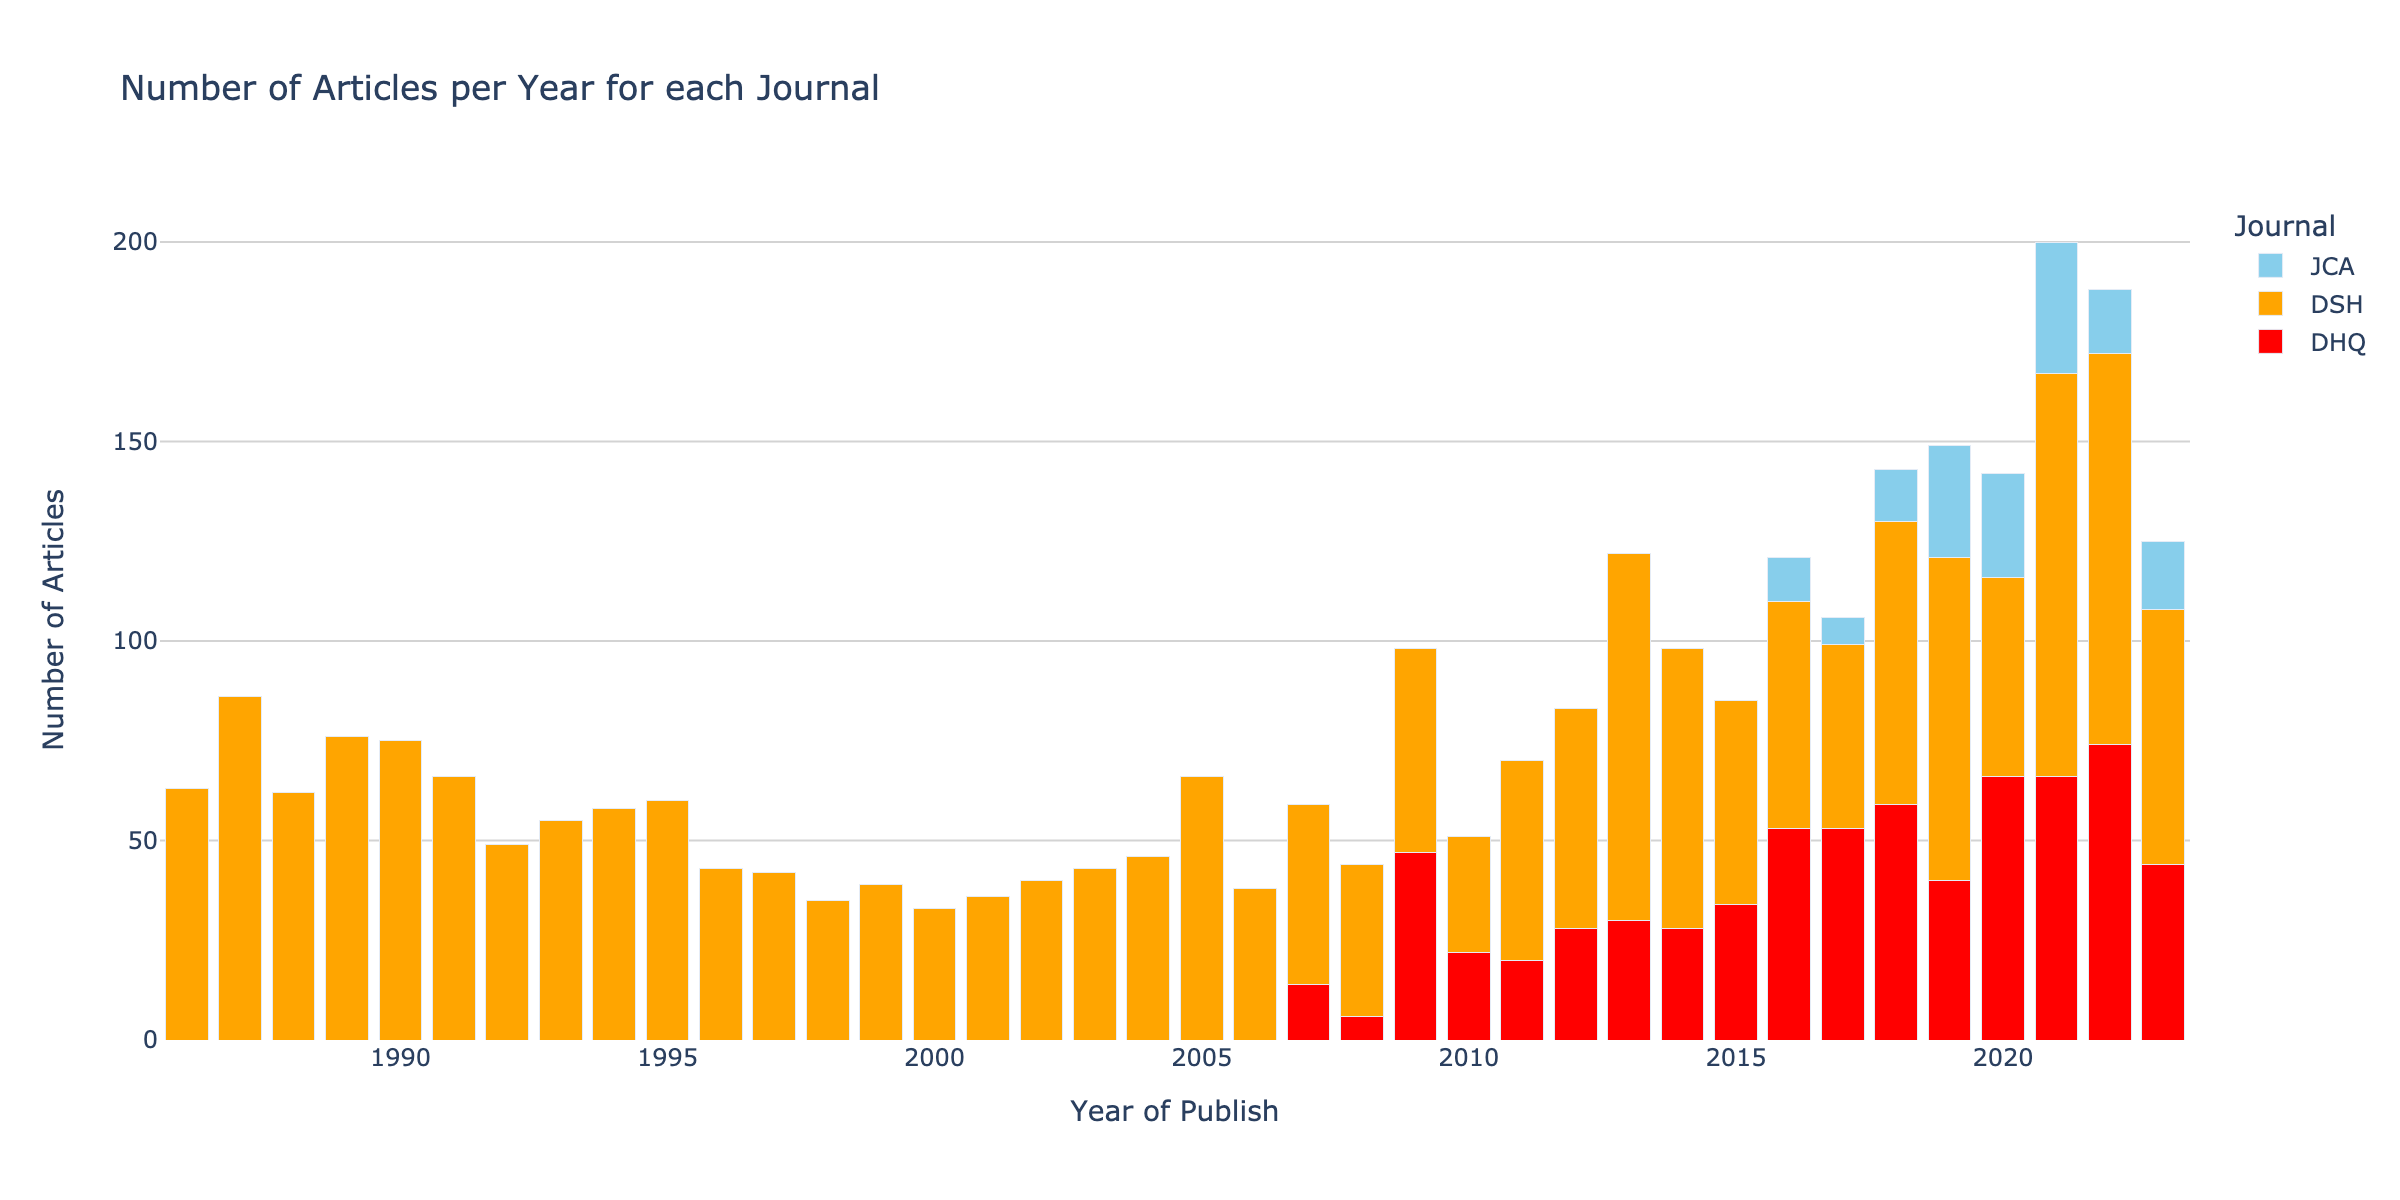 Number of Articles per Year for each Journal
Journal
JCA
DSH
DHQ
200
150
100
50
0
Number of Articles
1990 1995 2000 2005 2010 2015 2020
Year of Publish